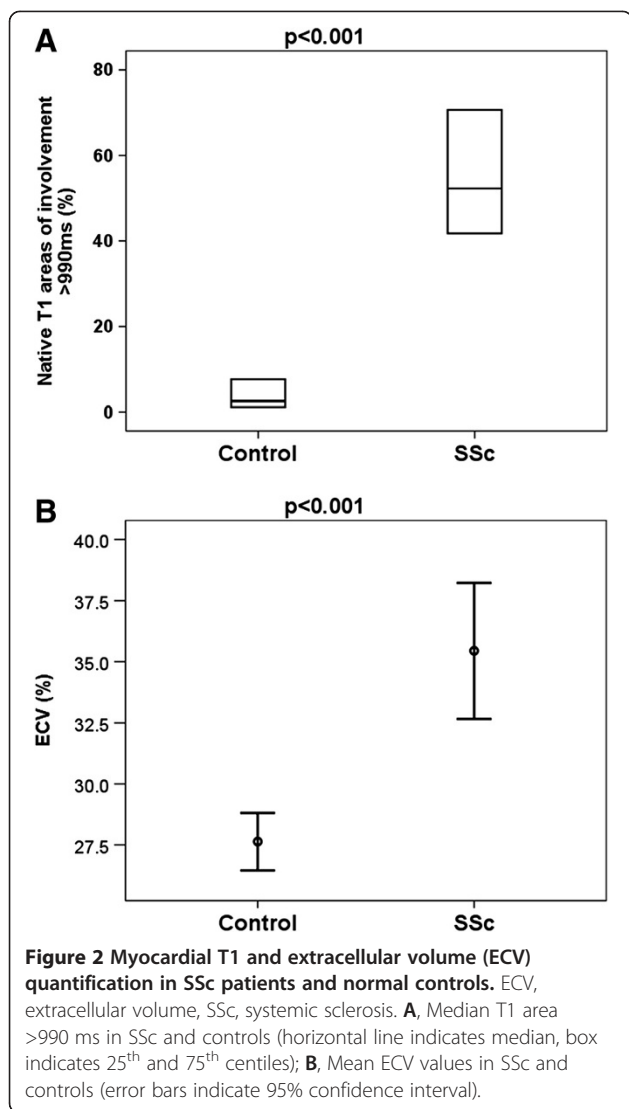 A
p<0.001
Native T1 areas of involvement
>990ms (%)
80
60
40
20
0
Control SSc
B
p<0.001
ECV (%)
40.0
37.5
35.0
32.5
30.0
27.5
Control SSc
Figure 2 Myocardial T1 and extracellular volume (ECV)
quantification in SSc patients and normal controls. ECV,
extracellular volume, SSc, systemic sclerosis. A, Median T1 area
>990 ms in SSc and controls (horizontal line indicates median, box
indicates 25th and 75th centiles); B, Mean ECV values in SSc and
controls (error bars indicate 95% confidence interval).